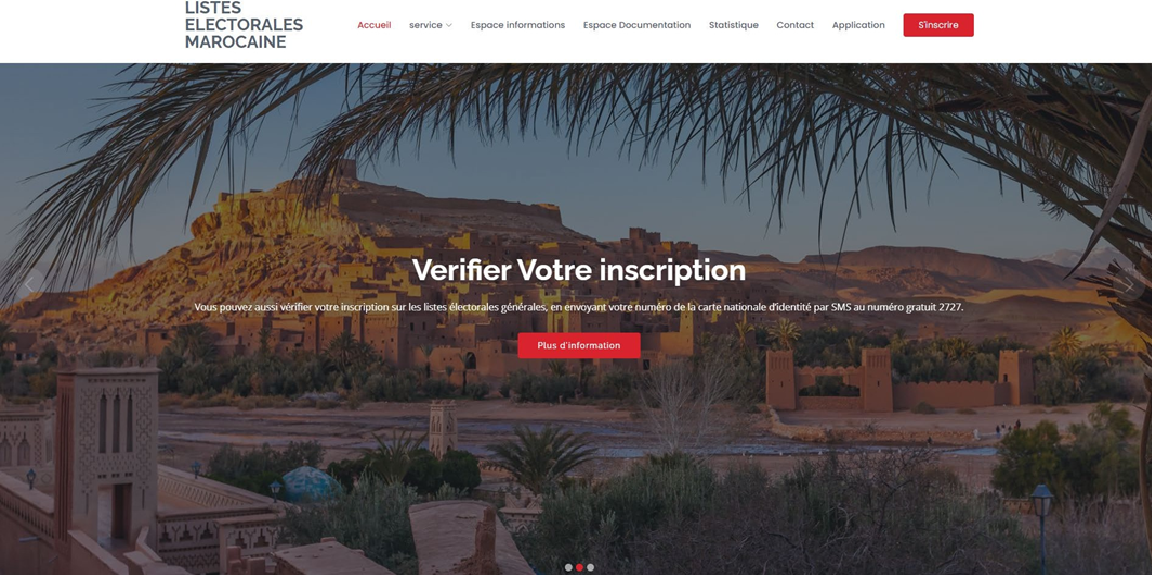 LISTES
ELECTORALES
MAROCAINE
Accueil service Espace informations Espace Documentation Statistique Contact Application S'inscrire
Verifier Votre inscription
Vous pouvez aussi vérifier votre inscription sur les listes électorales générales, en envoyant votre numéro de la carte nationale d'identité par SMS au numéro gratuit 2727.
Plus d'information